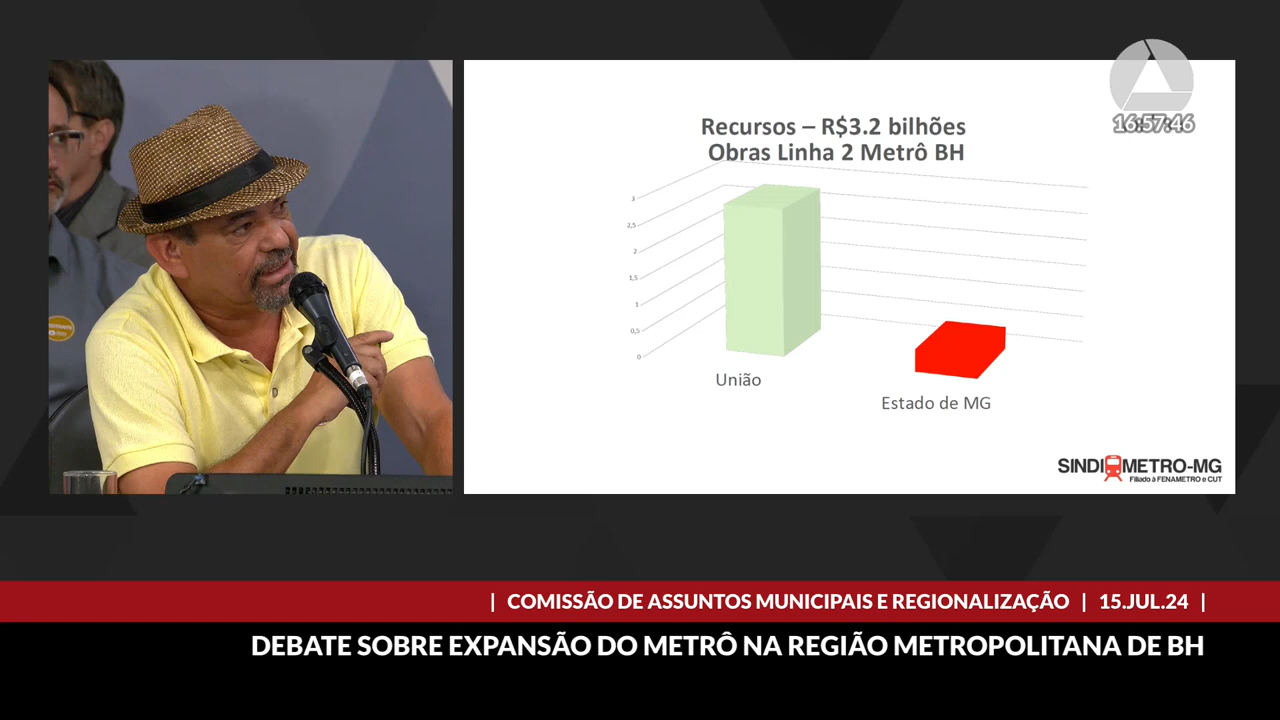 16:57:46
Recursos – R$3.2 bilhões
Obras Linha 2 Metrô BH
3
2,5
2
1,5
1
0,5
0
União
Estado de MG
SINDIMETRO-MG
Filiado à FENAMETRO e CUT
| COMISSÃO DE ASSUNTOS MUNICIPAIS E REGIONALIZAÇÃO | 15.JUL.24 |
DEBATE SOBRE EXPANSÃO DO METRÔ NA REGIÃO METROPOLITANA DE BH